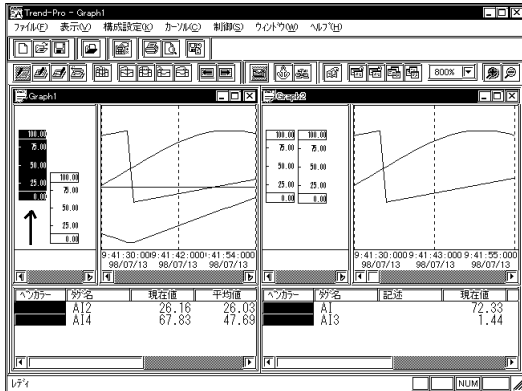 Trend-Pro - Graph1
ファイル(F) 表示(V) 構成設定(K) カーソル(C) 制御(S) ウィンドウ(W) ヘルプ(H)
800%
Graph1
100.00
75.00
50.00
25.00
0.00
100.00
75.00
50.00
25.00
0.00
9:41:30:000 9:41:42:000 9:41:54:000
98/07/13 98/07/13 98/07/13
ペンカラー タグ名 現在値 平均値
AI2 26.16 26.03
AI4 67.83 47.69
Graph2
100.00 100.00
75.00 75.00
50.00 50.00
25.00 25.00
0.00 0.00
9:41:30:000 9:41:43:000 9:41:55:000
98/07/13 98/07/13 98/07/13
ペンカラー タグ名 記述 現在値
AI 72.33
AI3 1.44
レディ NUM